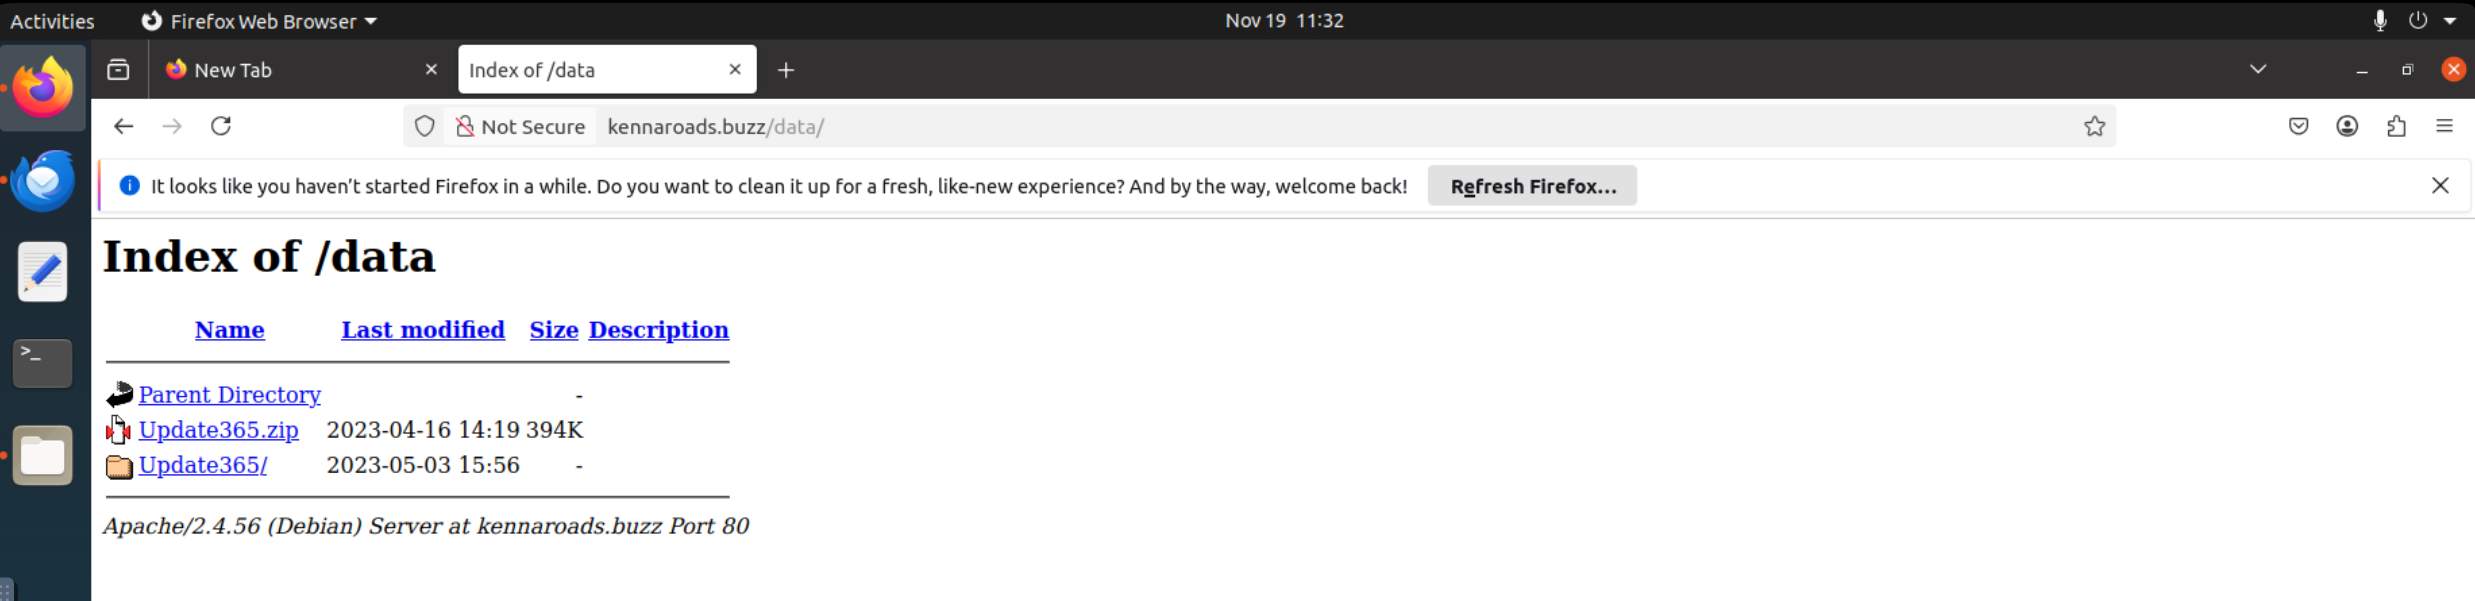 Activities Firefox Web Browser Nov 19 11:32
New Tab Index of /data
Not Secure kennaroads.buzz/data/
It looks like you haven't started Firefox in a while. Do you want to clean it up for a fresh, like-new experience? And by the way, welcome back! Refresh Firefox...
Index of /data
Name Last modified Size Description
Parent Directory -
Update365.zip 2023-04-16 14:19 394K
Update365/ 2023-05-03 15:56 -
Apache/2.4.56 (Debian) Server at kennaroads.buzz Port 80